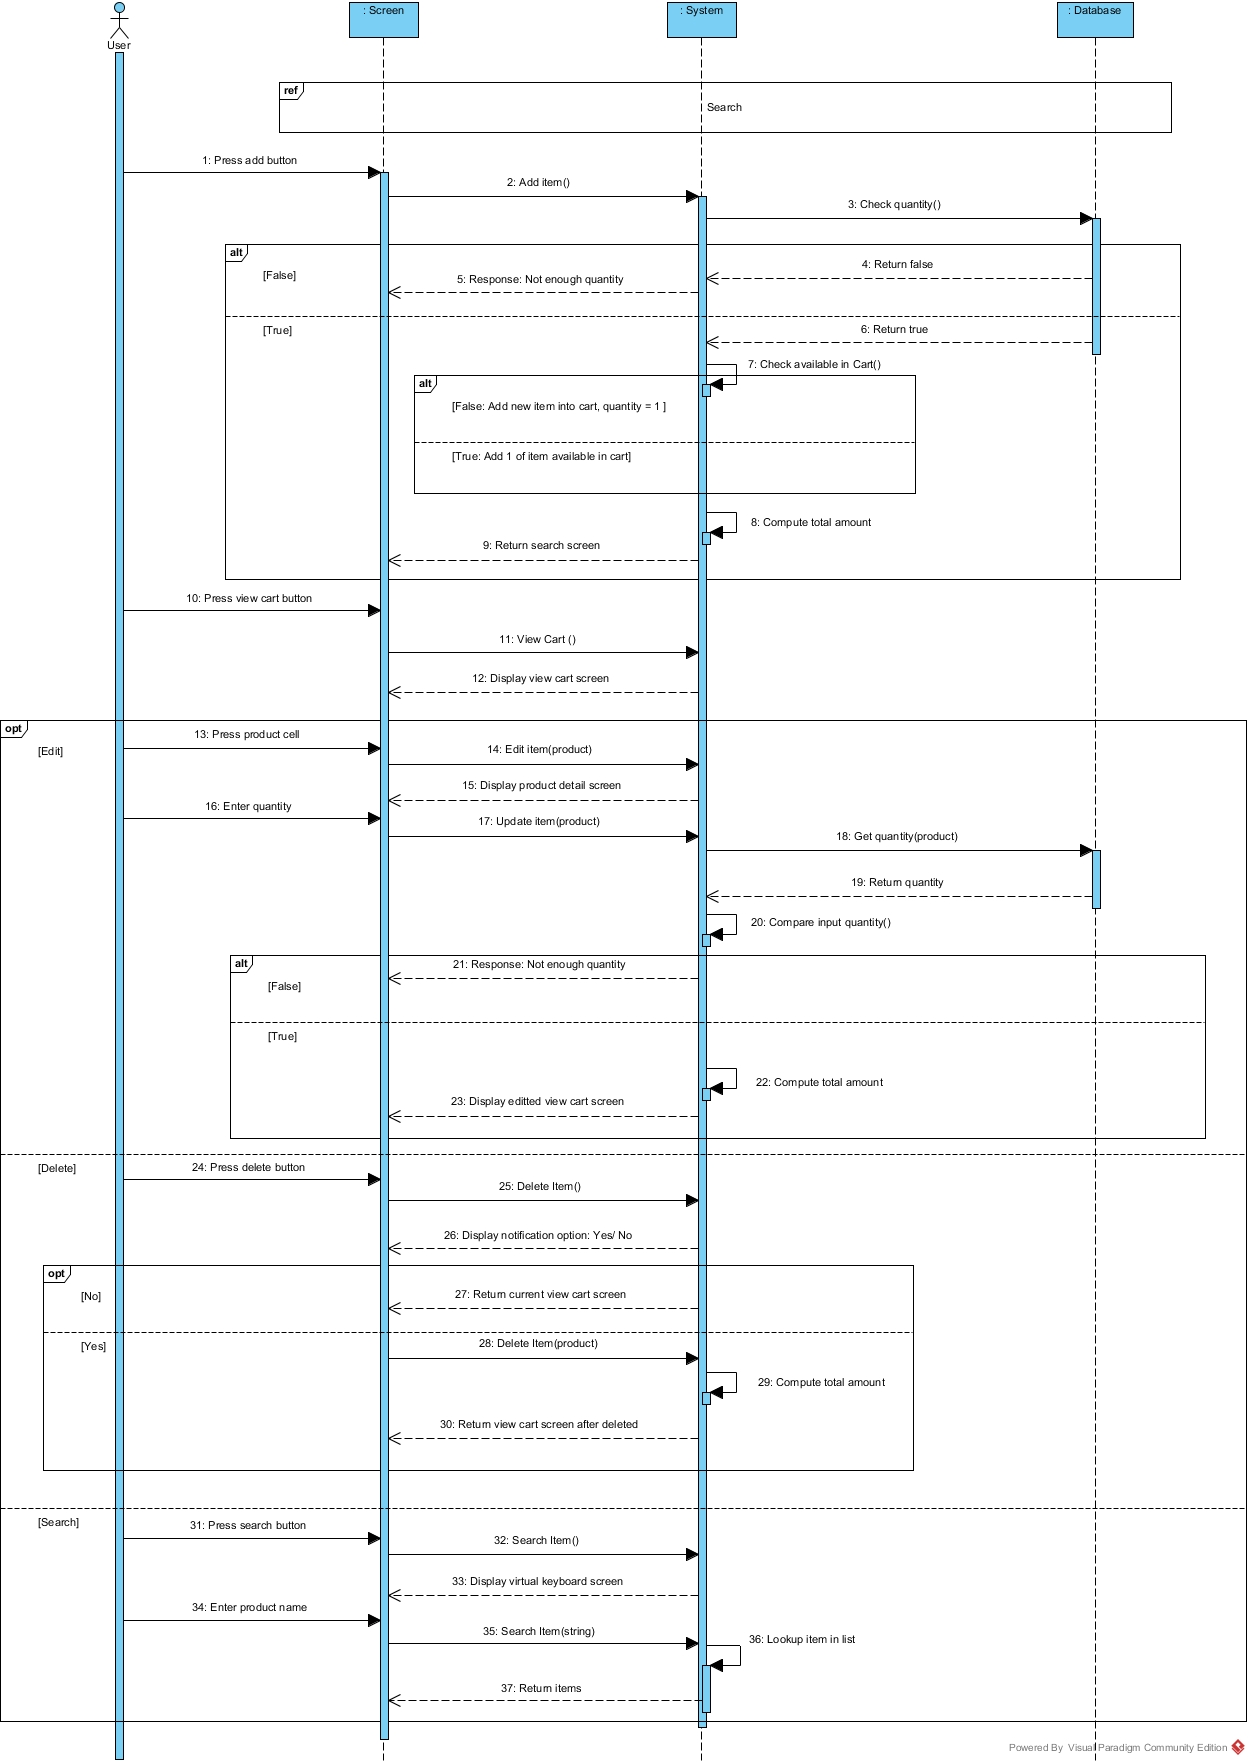 : Screen
: System
: Database
User
ref
Search
1: Press add button
2: Add item()
3: Check quantity()
alt
[False]
4: Return false
5: Response: Not enough quantity
[True]
6: Return true
7: Check available in Cart()
alt
[False: Add new item into cart, quantity = 1 ]
[True: Add 1 of item available in cart]
8: Compute total amount
9: Return search screen
10: Press view cart button
11: View Cart ()
12: Display view cart screen
opt
[Edit]
13: Press product cell
14: Edit item(product)
15: Display product detail screen
16: Enter quantity
17: Update item(product)
18: Get quantity(product)
19: Return quantity
20: Compare input quantity()
alt
21: Response: Not enough quantity
[False]
[True]
22: Compute total amount
23: Display editted view cart screen
[Delete]
24: Press delete button
25: Delete Item()
26: Display notification option: Yes/ No
opt
[No]
27: Return current view cart screen
[Yes]
28: Delete Item(product)
29: Compute total amount
30: Return view cart screen after deleted
[Search]
31: Press search button
32: Search Item()
33: Display virtual keyboard screen
34: Enter product name
35: Search Item(string)
36: Lookup item in list
37: Return items
Powered By Visual Paradigm Community Edition